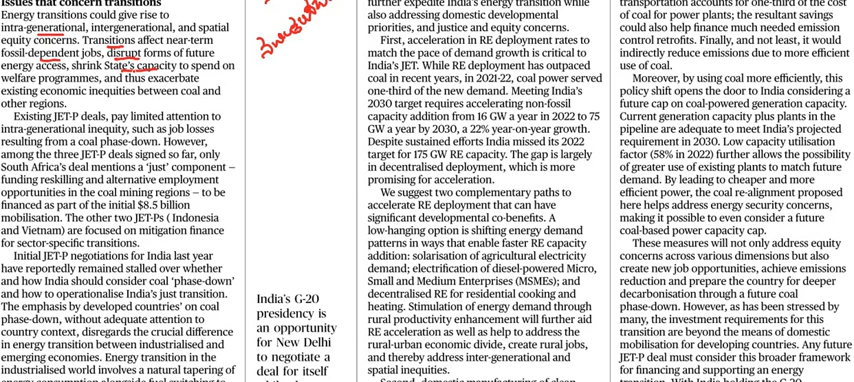 Issues that concern transitions
Energy transitions could give rise to
intra-generational, intergenerational, and spatial
equity concerns. Transitions affect near-term
fossil-dependent jobs, disrupt forms of future
energy access, shrink State's capacity to spend on
welfare programmes, and thus exacerbate
existing economic inequities between coal and
other regions.
Existing JET-P deals, pay limited attention to
intra-generational inequity, such as job losses
resulting from a coal phase-down. However,
among the three JET-P deals signed so far, only
South Africa's deal mentions a 'just' component —
funding reskilling and alternative employment
opportunities in the coal mining regions — to be
financed as part of the initial $8.5 billion
mobilisation. The other two JET-Ps ( Indonesia
and Vietnam) are focused on mitigation finance
for sector-specific transitions.
Initial JET-P negotiations for India last year
have reportedly remained stalled over whether
and how India should consider coal 'phase-down'
and how to operationalise India's just transition.
The emphasis by developed countries' on coal
phase-down, without adequate attention to
country context, disregards the crucial difference
in energy transition between industrialised and
emerging economies. Energy transition in the
industrialised world involves a natural tapering of
energy consumption alongside fuel switching to
India's G-20
presidency is
an opportunity
for New Delhi
to negotiate a
deal for itself
further expedite India's energy transition while
also addressing domestic developmental
priorities, and justice and equity concerns.
First, acceleration in RE deployment rates to
match the pace of demand growth is critical to
India's JET. While RE deployment has outpaced
coal in recent years, in 2021-22, coal power served
one-third of the new demand. Meeting India's
2030 target requires accelerating non-fossil
capacity addition from 16 GW a year in 2022 to 75
GW a year by 2030, a 22% year-on-year growth.
Despite sustained efforts India missed its 2022
target for 175 GW RE capacity. The gap is largely
in decentralised deployment, which is more
promising for acceleration.
We suggest two complementary paths to
accelerate RE deployment that can have
significant developmental co-benefits. A
low-hanging option is shifting energy demand
patterns in ways that enable faster RE capacity
addition: solarisation of agricultural electricity
demand; electrification of diesel-powered Micro,
Small and Medium Enterprises (MSMEs); and
decentralised RE for residential cooking and
heating. Stimulation of energy demand through
rural productivity enhancement will further aid
RE acceleration as well as help to address the
rural-urban economic divide, create rural jobs,
and thereby address inter-generational and
spatial inequities.
Second, domestic manufacturing of clean
transportation accounts for one-third of the cost
of coal for power plants; the resultant savings
could also help finance much needed emission
control retrofits. Finally, and not least, it would
indirectly reduce emissions due to more efficient
use of coal.
Moreover, by using coal more efficiently, this
policy shift opens the door to India considering a
future cap on coal-powered generation capacity.
Current generation capacity plus plants in the
pipeline are adequate to meet India's projected
requirement in 2030. Low capacity utilisation
factor (58% in 2022) further allows the possibility
of greater use of existing plants to match future
demand. By leading to cheaper and more
efficient power, the coal re-alignment proposed
here helps address energy security concerns,
making it possible to even consider a future
coal-based power capacity cap.
These measures will not only address equity
concerns across various dimensions but also
create new job opportunities, achieve emissions
reduction and prepare the country for deeper
decarbonisation through a future coal
phase-down. However, as has been stressed by
many, the investment requirements for this
transition are beyond the means of domestic
mobilisation for developing countries. Any future
JET-P deal must consider this broader framework
for financing and supporting an energy
transition. With India holding the G-20